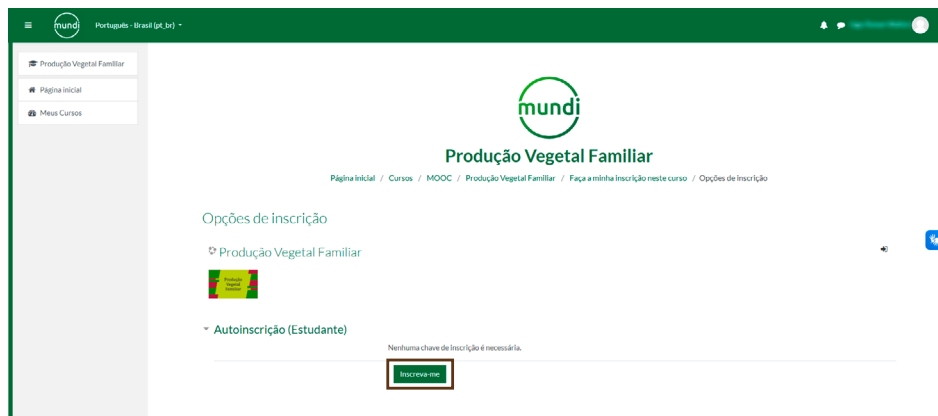 mundi
Português - Brasil (pt_br)
Produção Vegetal Familiar
Página inicial
Meus Cursos
mundi
Produção Vegetal Familiar
Página inicial / Cursos / MOOC / Produção Vegetal Familiar / Faça a minha inscrição neste curso / Opções de inscrição
Opções de inscrição
Produção Vegetal Familiar
Produção
Vegetal
Familiar
Autoinscrição (Estudante)
Nenhuma chave de inscrição é necessária.
Inscreva-me